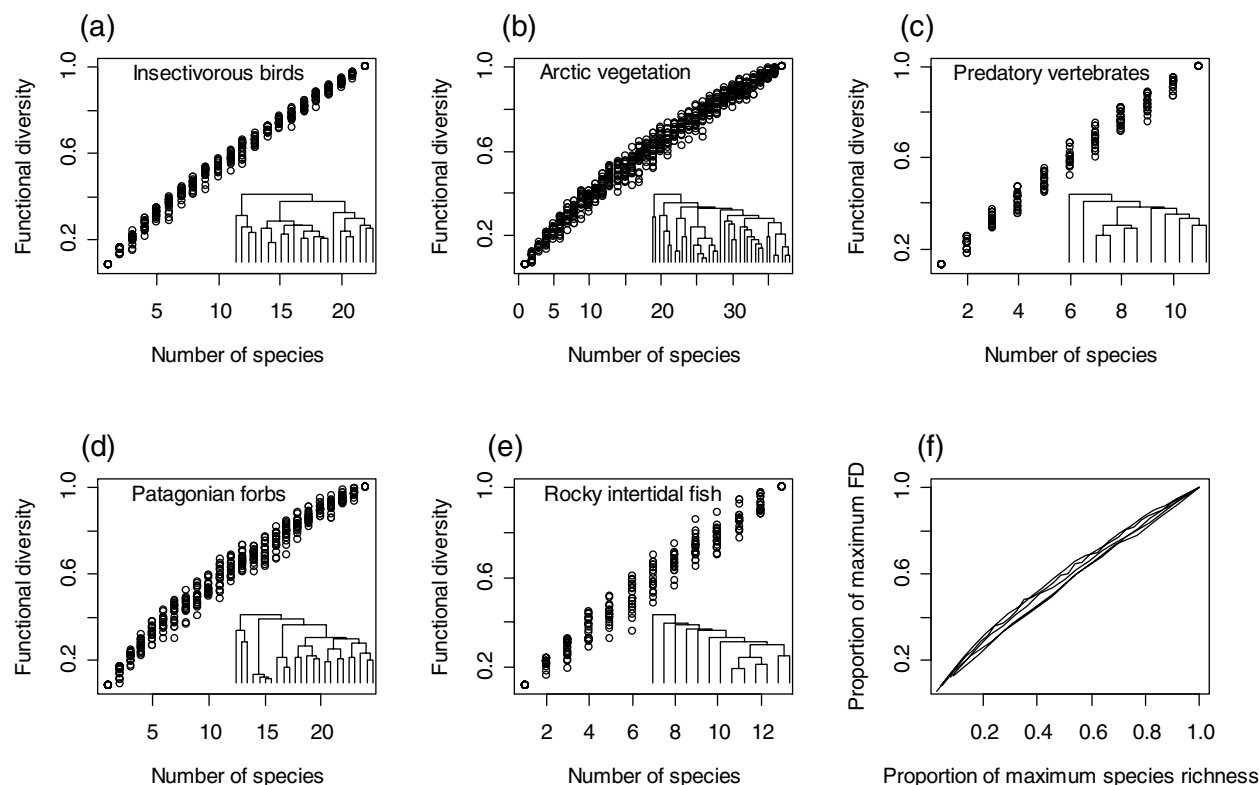 (a)
Insectivorous birds
Functional diversity
1.0
0.6
0.2
5
10
15
20
Number of species
(b)
Arctic vegetation
Functional diversity
1.0
0.6
0.2
0
5
10
20
30
Number of species
(c)
Predatory vertebrates
Functional diversity
1.0
0.6
0.2
2
4
6
8
10
Number of species
(d)
Patagonian forbs
Functional diversity
1.0
0.6
0.2
5
10
15
20
Number of species
(e)
Rocky intertidal fish
Functional diversity
1.0
0.6
0.2
2
4
6
8
10
12
Number of species
(f)
Proportion of maximum FD
1.0
0.6
0.2
0.2
0.4
0.6
0.8
1.0
Proportion of maximum species richness